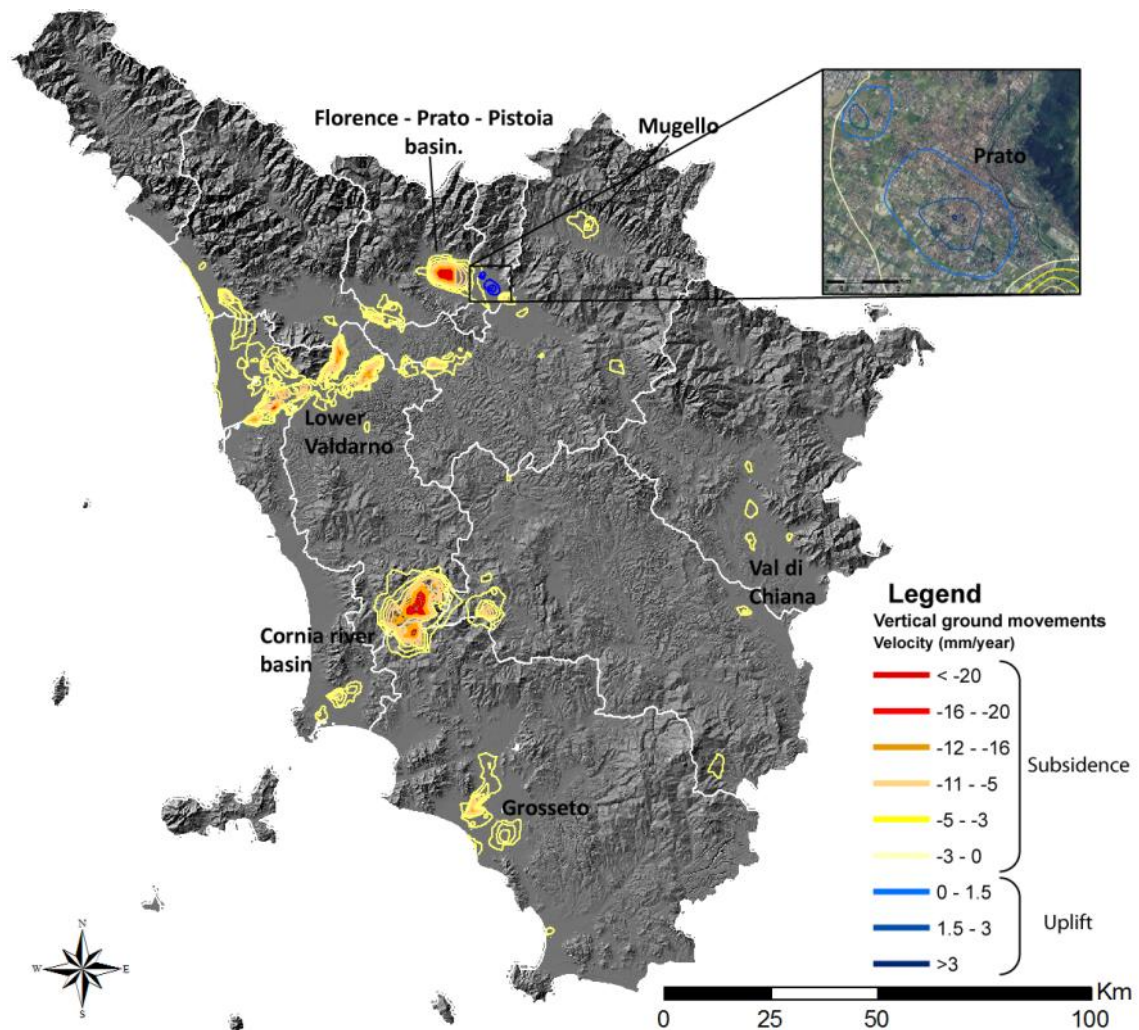 Florence - Prato - Pistoia
basin.
Mugello
Prato
Lower
Valdarno
Val di
Chiana
Cornia river
basin
Grosseto
Legend
Vertical ground movements
Velocity (mm/year)
< -20
-16 - -20
-12 - -16
-11 - -5
-5 - -3
-3 - 0
Subsidence
0 - 1.5
1.5 - 3
>3
Uplift
N
W
E
S
Km
0
25
50
100